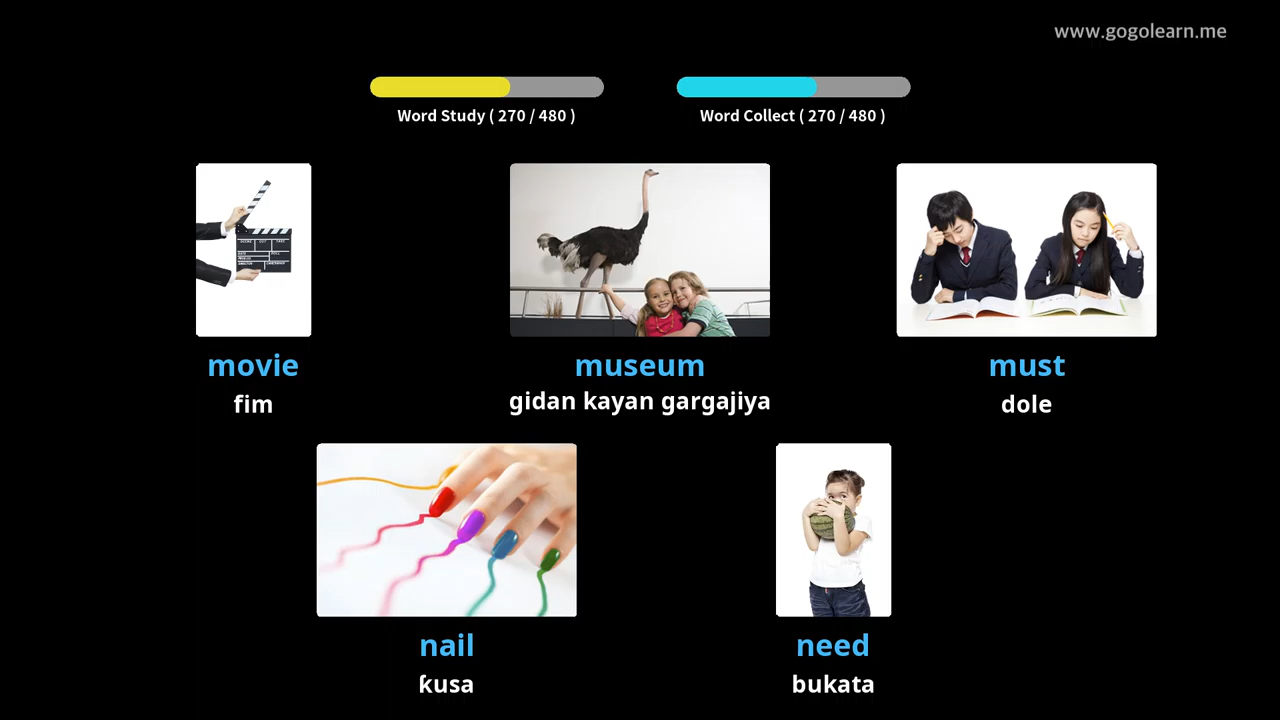 www.gogolearn.me
Word Study ( 270 / 480 )
Word Collect ( 270 / 480 )
movie
fim
museum
gidan kayan gargajiya
must
dole
nail
ƙusa
need
bukata